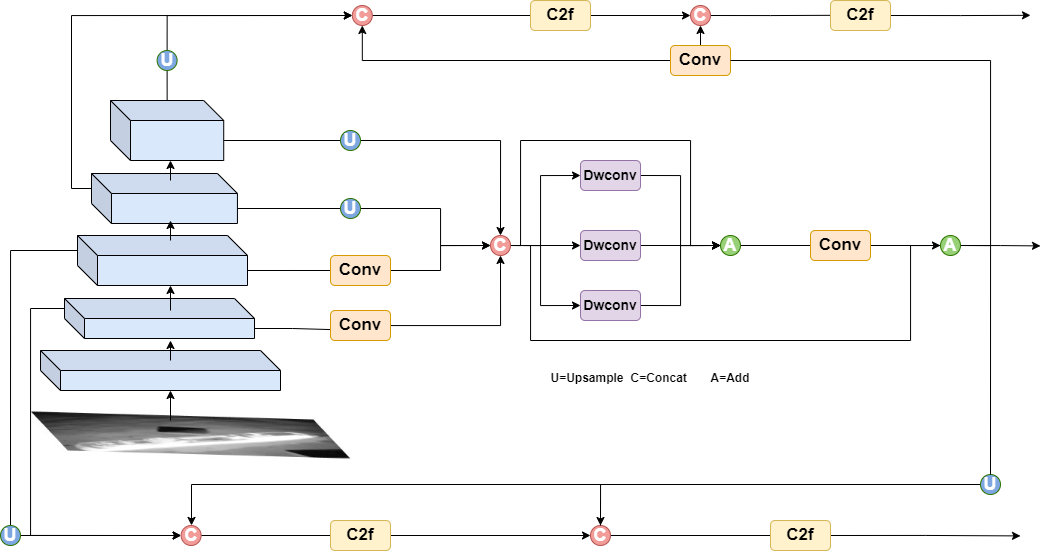 C C2f C C2f
U Conv
U
Dwconv
U
C Dwconv A Conv A
Conv
Dwconv
Conv
U=Upsample C=Concat A=Add
U
U C C2f C C2f